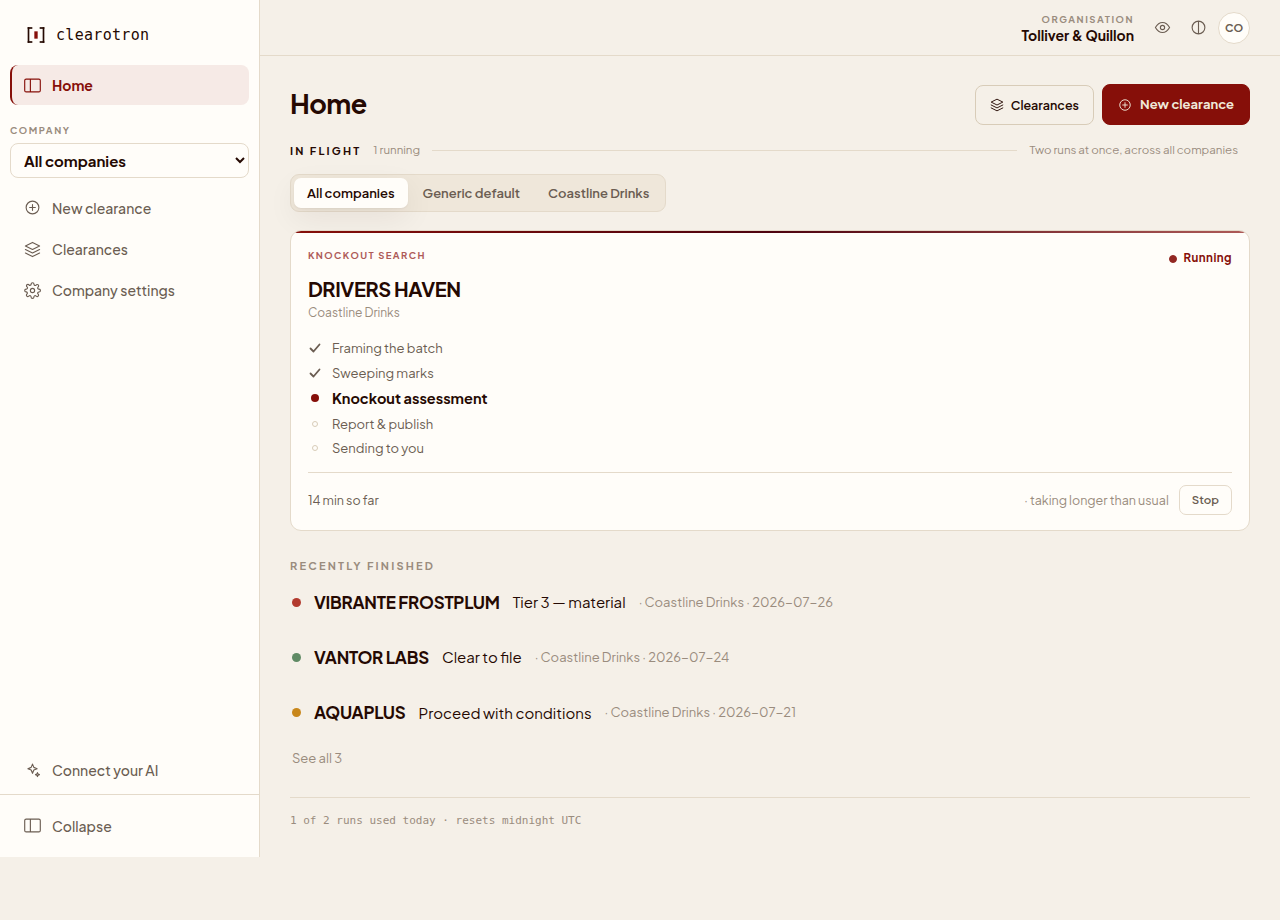 clearotron
Home
COMPANY
All companies
New clearance
Clearances
Company settings
Connect your AI
Collapse
ORGANISATION
Tolliver & Quillon
CO
Home
Clearances
New clearance
IN FLIGHT
1 running
Two runs at once, across all companies
All companies
Generic default
Coastline Drinks
KNOCKOUT SEARCH
Running
DRIVERS HAVEN
Coastline Drinks
Framing the batch
Sweeping marks
Knockout assessment
Report & publish
Sending to you
14 min so far
· taking longer than usual
Stop
RECENTLY FINISHED
VIBRANTE FROSTPLUM Tier 3 — material · Coastline Drinks · 2026-07-26
VANTOR LABS Clear to file · Coastline Drinks · 2026-07-24
AQUAPLUS Proceed with conditions · Coastline Drinks · 2026-07-21
See all 3
1 of 2 runs used today · resets midnight UTC